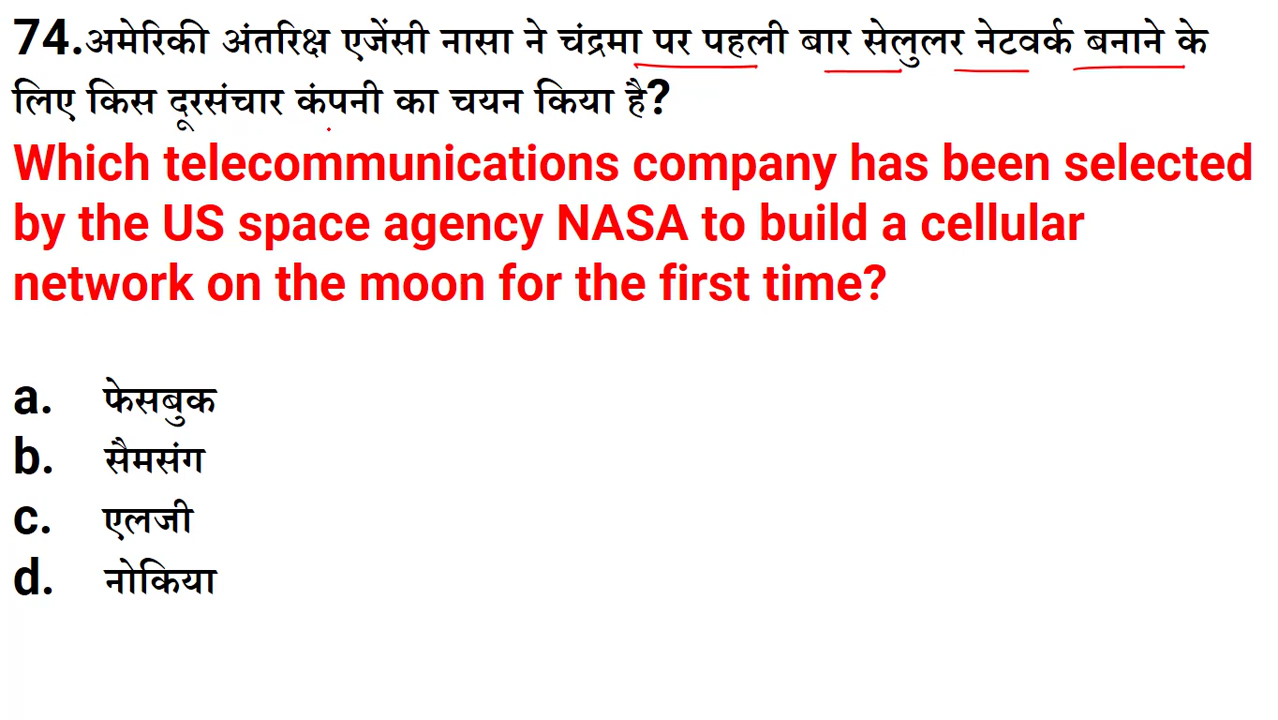 74.अमेरिकी अंतरिक्ष एजेंसी नासा ने चंद्रमा पर पहली बार सेलुलर नेटवर्क बनाने के
लिए किस दूरसंचार कंपनी का चयन किया है?
Which telecommunications company has been selected
by the US space agency NASA to build a cellular
network on the moon for the first time?
a. फेसबुक
b. सैमसंग
c. एलजी
d. नोकिया